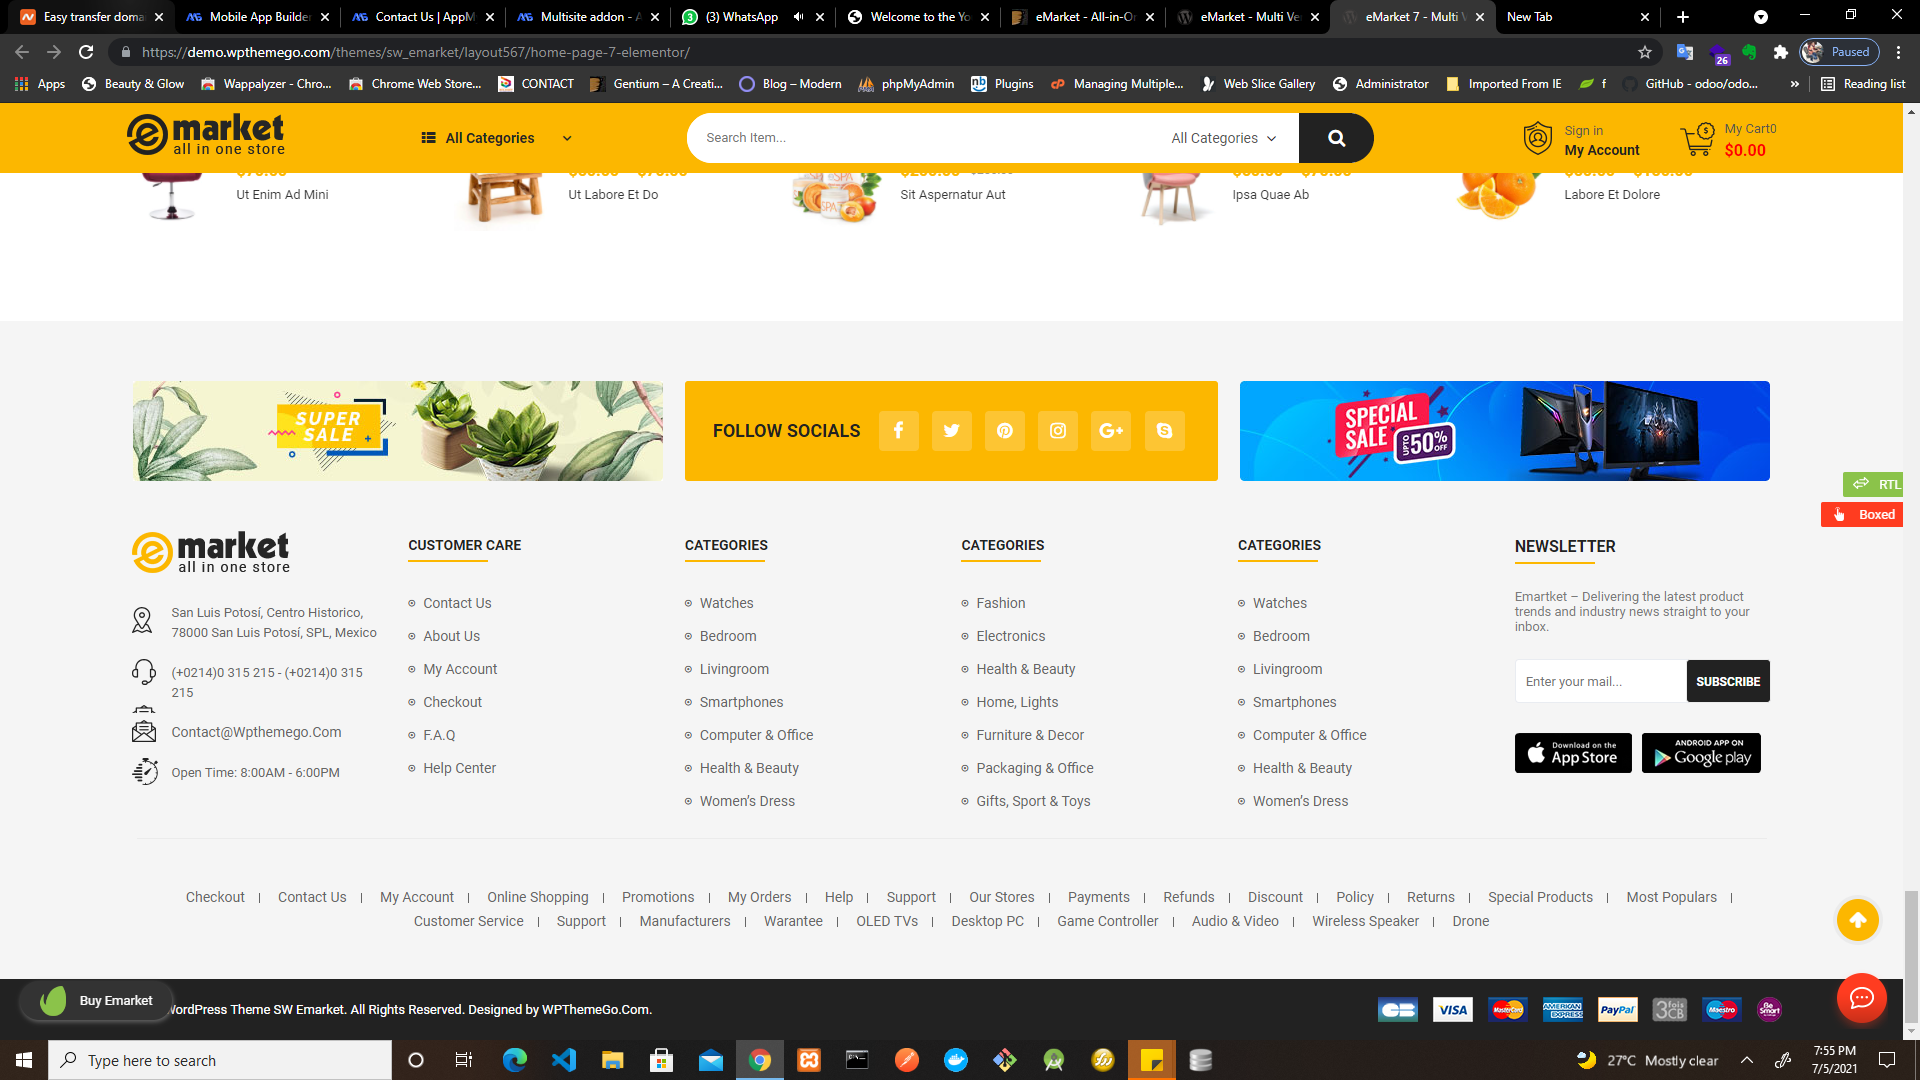 Easy transfer doma
Mobile App Builder
Contact Us | AppM
Multisite addon - A
(3) WhatsApp
Welcome to the Yo
eMarket - All-in-O
eMarket - Multi Ve
eMarket 7 - Multi V
New Tab
https://demo.wpthemego.com/themes/sw_emarket/layout567/home-page-7-elementor/
26
Paused
Apps
Beauty & Glow
Wappalyzer - Chro...
Chrome Web Store...
CONTACT
Gentium – A Creati...
Blog – Modern
phpMyAdmin
Plugins
Managing Multiple...
Web Slice Gallery
Administrator
Imported From IE
f
GitHub - odoo/odo...
»
Reading list
e market
all in one store
All Categories
Search Item...
All Categories
Sign in
My Account
My Cart0
$0.00
Ut Enim Ad Mini
Ut Labore Et Do
Sit Aspernatur Aut
Ipsa Quae Ab
Labore Et Dolore
SUPER
SALE
FOLLOW SOCIALS
SPECIAL
SALE
UPTO 50% OFF
RTL
Boxed
e market
all in one store
San Luis Potosí, Centro Historico,
78000 San Luis Potosí, SPL, Mexico
(+0214)0 315 215 - (+0214)0 315
215
Contact@Wpthemego.Com
Open Time: 8:00AM - 6:00PM
CUSTOMER CARE
Contact Us
About Us
My Account
Checkout
F.A.Q
Help Center
CATEGORIES
Watches
Bedroom
Livingroom
Smartphones
Computer & Office
Health & Beauty
Women's Dress
CATEGORIES
Fashion
Electronics
Health & Beauty
Home, Lights
Furniture & Decor
Packaging & Office
Gifts, Sport & Toys
CATEGORIES
Watches
Bedroom
Livingroom
Smartphones
Computer & Office
Health & Beauty
Women's Dress
NEWSLETTER
Emartket – Delivering the latest product
trends and industry news straight to your
inbox.
Enter your mail...
SUBSCRIBE
Download on the
App Store
ANDROID APP ON
Google play
Checkout | Contact Us | My Account | Online Shopping | Promotions | My Orders | Help | Support | Our Stores | Payments | Refunds | Discount | Policy | Returns | Special Products | Most Populars |
Customer Service | Support | Manufacturers | Warantee | OLED TVs | Desktop PC | Game Controller | Audio & Video | Wireless Speaker | Drone
Buy Emarket
WordPress Theme SW Emarket. All Rights Reserved. Designed by WPThemeGo.Com.
CB
VISA
MasterCard
AMERICAN EXPRESS
PayPal
3 fois CB
Maestro
Be Smart
Type here to search
27°C Mostly clear
7:55 PM
7/5/2021